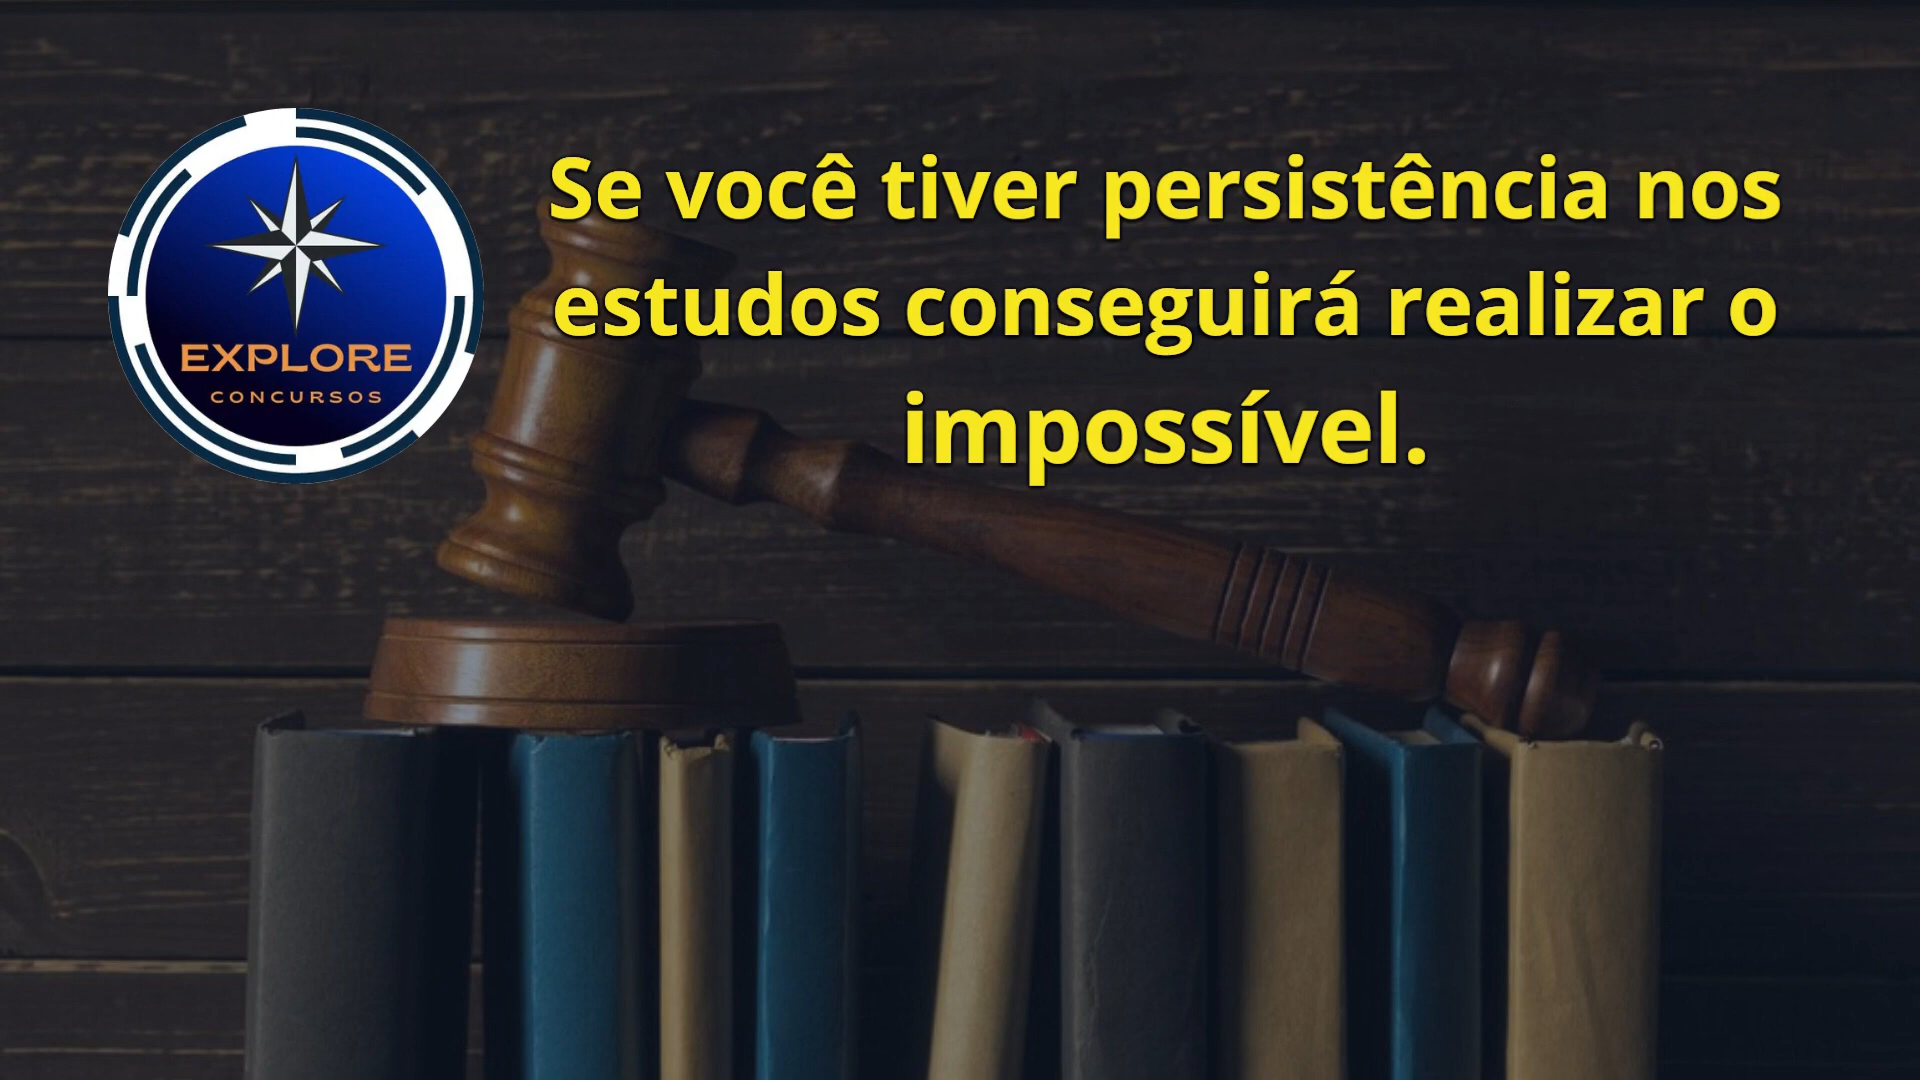 Se você tiver persistência nos
estudos conseguirá realizar o
impossível.
EXPLORE
CONCURSOS